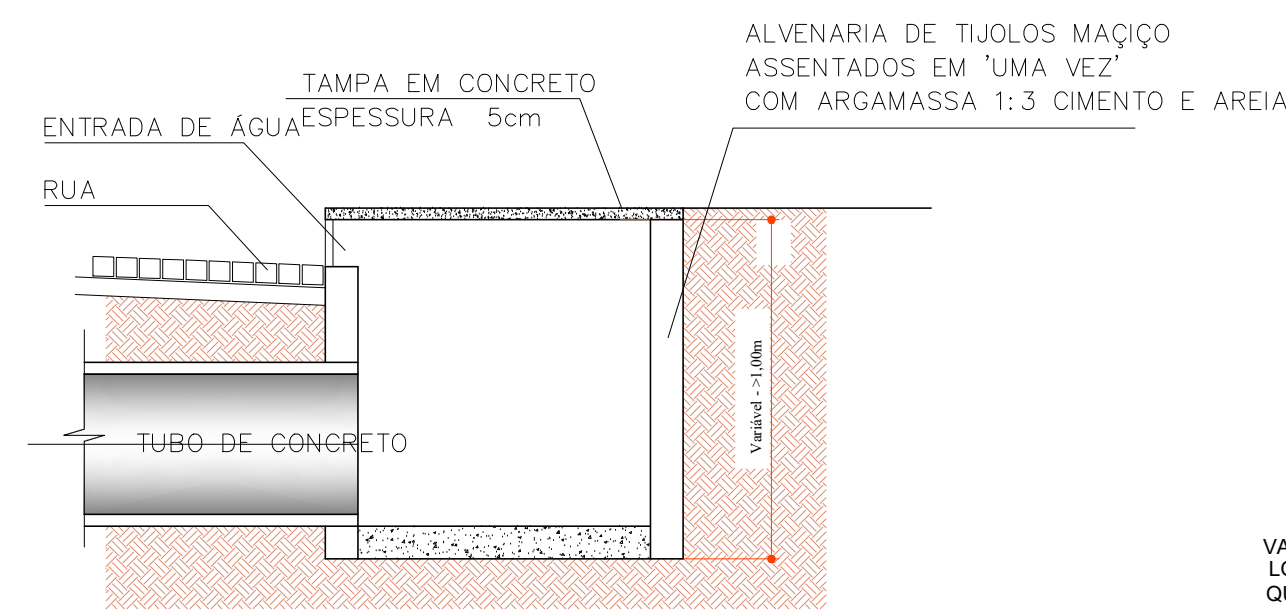 ALVENARIA DE TIJOLOS MAÇIÇO
ASSENTADOS EM 'UMA VEZ'
COM ARGAMASSA 1:3 CIMENTO E AREIA
TAMPA EM CONCRETO
ESPESSURA 5cm
ENTRADA DE ÁGUA
RUA
Variável - >1,00m
TUBO DE CONCRETO